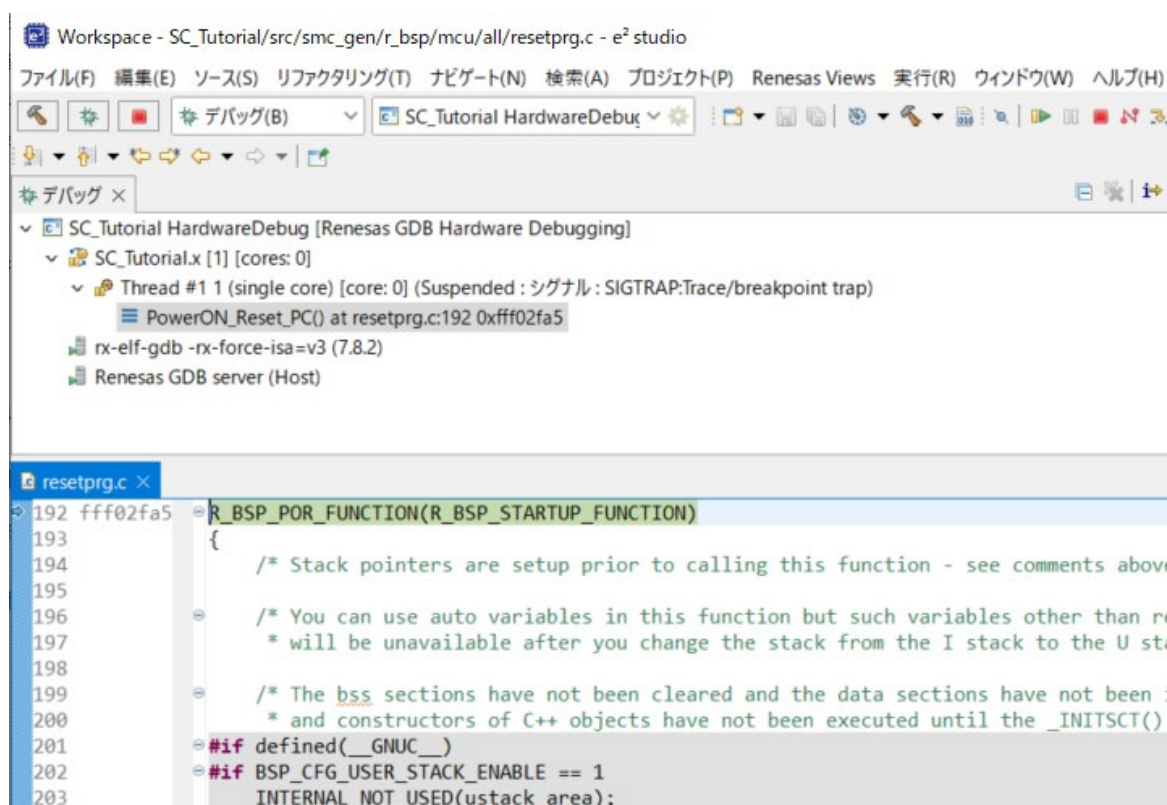 Workspace - SC_Tutorial/src/smc_gen/r_bsp/mcu/all/resetprg.c - e² studio
ファイル(F) 編集(E) ソース(S) リファクタリング(T) ナビゲート(N) 検索(A) プロジェクト(P) Renesas Views 実行(R) ウィンドウ(W) ヘルプ(H)
デバッグ(B) SC_Tutorial HardwareDebug
デバッグ
SC_Tutorial HardwareDebug [Renesas GDB Hardware Debugging]
SC_Tutorial.x [1] [cores: 0]
Thread #1 1 (single core) [core: 0] (Suspended : シグナル : SIGTRAP:Trace/breakpoint trap)
PowerON_Reset_PC() at resetprg.c:192 0xfff02fa5
rx-elf-gdb -rx-force-isa=v3 (7.8.2)
Renesas GDB server (Host)
resetprg.c
192 fff02fa5 R_BSP_POR_FUNCTION(R_BSP_STARTUP_FUNCTION)
193 {
194 /* Stack pointers are setup prior to calling this function - see comments above
195
196 /* You can use auto variables in this function but such variables other than re
197 * will be unavailable after you change the stack from the I stack to the U sta
198
199 /* The bss sections have not been cleared and the data sections have not been
200 * and constructors of C++ objects have not been executed until the _INITSCT()
201 #if defined(__GNUC__)
202 #if BSP_CFG_USER_STACK_ENABLE == 1
203 INTERNAL_NOT_USED(ustack_area);